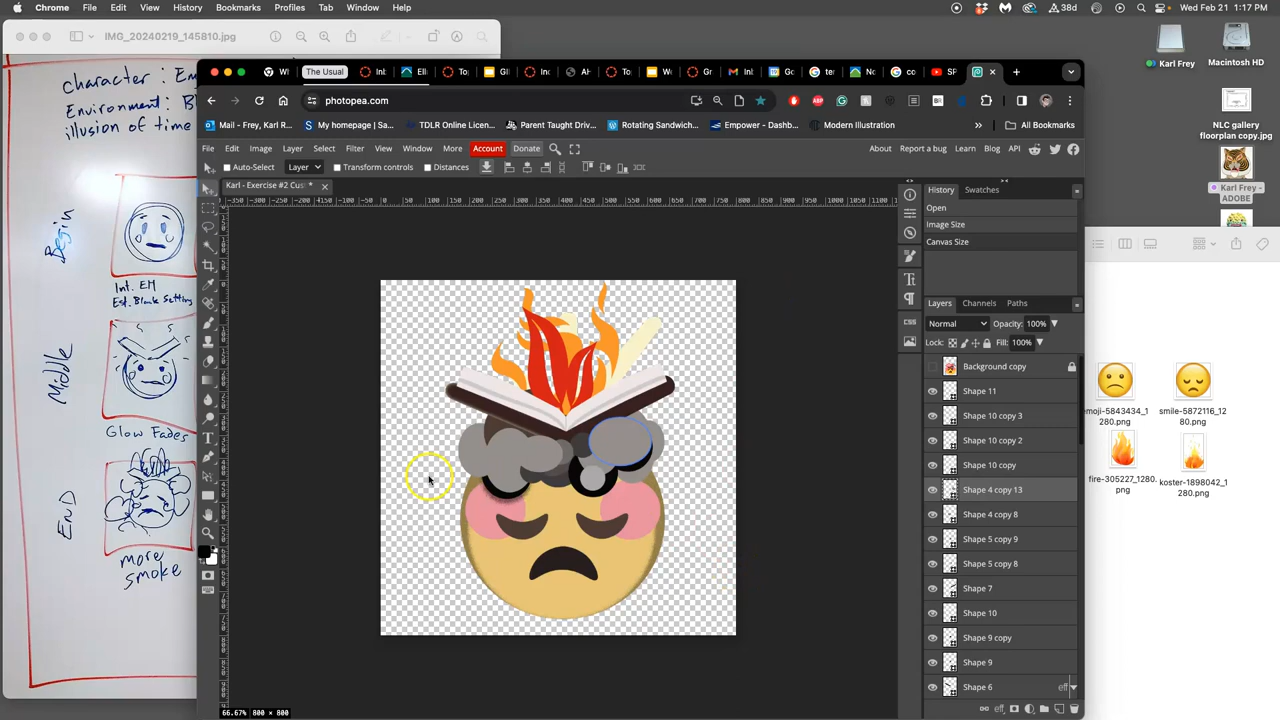 Chrome File Edit View History Bookmarks Profiles Tab Window Help
38d Wed Feb 21 1:17 PM
IMG_20240219_145810.jpg
character :
Environment:
illusion of time
Begin
Int. EM
Est. Blank Setting
Middle
Glow Fades
End
more
smoke
The Usual
photopea.com
Mail - Frey, Karl R... My homepage | Sa... TDLR Online Licen... Parent Taught Driv... Rotating Sandwich... Empower - Dashb... Modern Illustration » All Bookmarks
File Edit Image Layer Select Filter View Window More Account Donate
About Report a bug Learn Blog API
Auto-Select Layer Transform controls Distances
Karl - Exercise #2 Cus *
History Swatches
Open
Image Size
Canvas Size
Layers Channels Paths
Normal Opacity: 100%
Lock: Fill: 100%
Background copy
Shape 11
Shape 10 copy 3
Shape 10 copy 2
Shape 10 copy
Shape 4 copy 13
Shape 4 copy 8
Shape 5 copy 9
Shape 5 copy 8
Shape 7
Shape 10
Shape 9 copy
Shape 9
Shape 6 eff
66.67% 800 × 800
Karl Frey
Macintosh HD
NLC gallery
floorplan copy.jpg
Karl Frey -
ADOBE
emoji-5843434_1
280.png
smile-5872116_12
80.png
fire-305227_1280.
png
koster-1898042_1
280.png